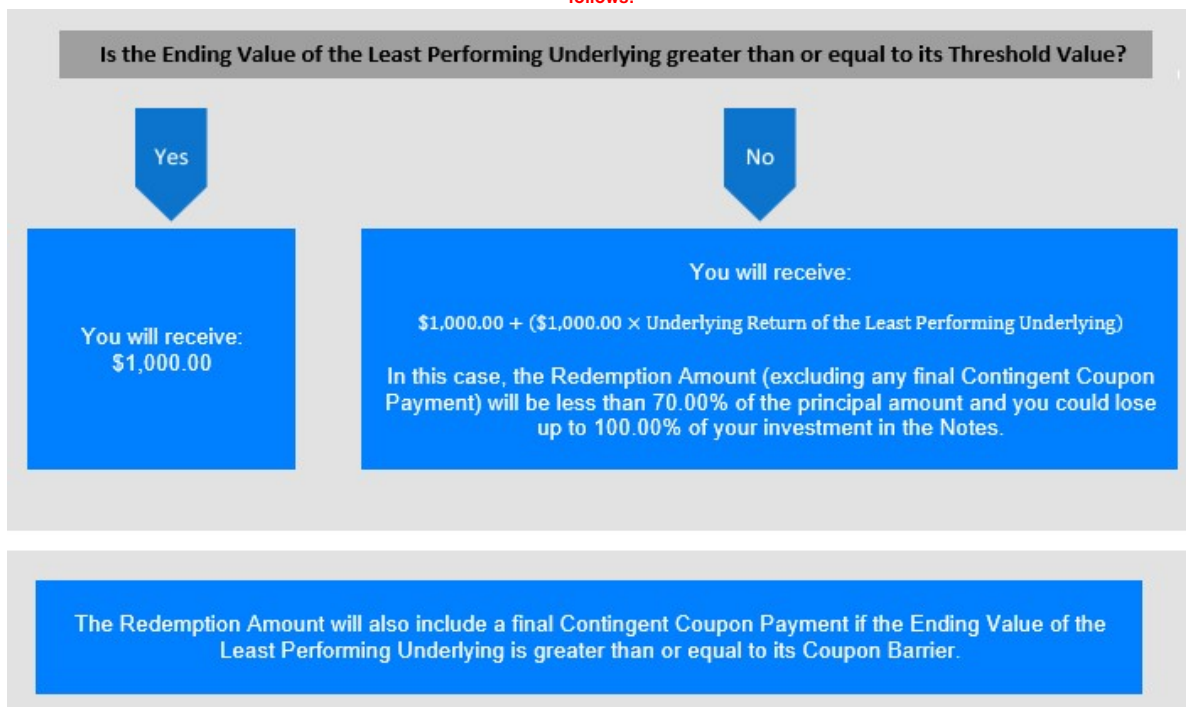 follows:
Is the Ending Value of the Least Performing Underlying greater than or equal to its Threshold Value?
Yes
No
You will receive:
$1,000.00
You will receive:
$1,000.00 + ($1,000.00 × Underlying Return of the Least Performing Underlying)
In this case, the Redemption Amount (excluding any final Contingent Coupon
Payment) will be less than 70.00% of the principal amount and you could lose
up to 100.00% of your investment in the Notes.
The Redemption Amount will also include a final Contingent Coupon Payment if the Ending Value of the
Least Performing Underlying is greater than or equal to its Coupon Barrier.